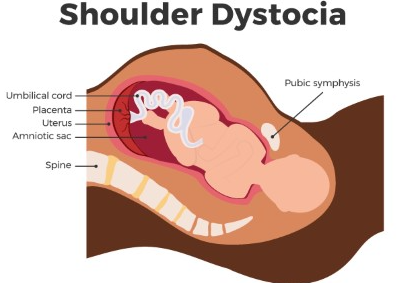 Shoulder Dystocia
Pubic symphysis
Umbilical cord
Placenta
Uterus
Amniotic sac
Spine